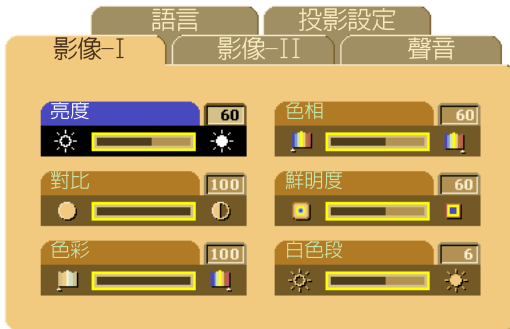 語言 投影設定
影像-I 影像-II 聲音
亮度 60
色相 60
對比 100
鮮明度 60
色彩 100
白色段 6